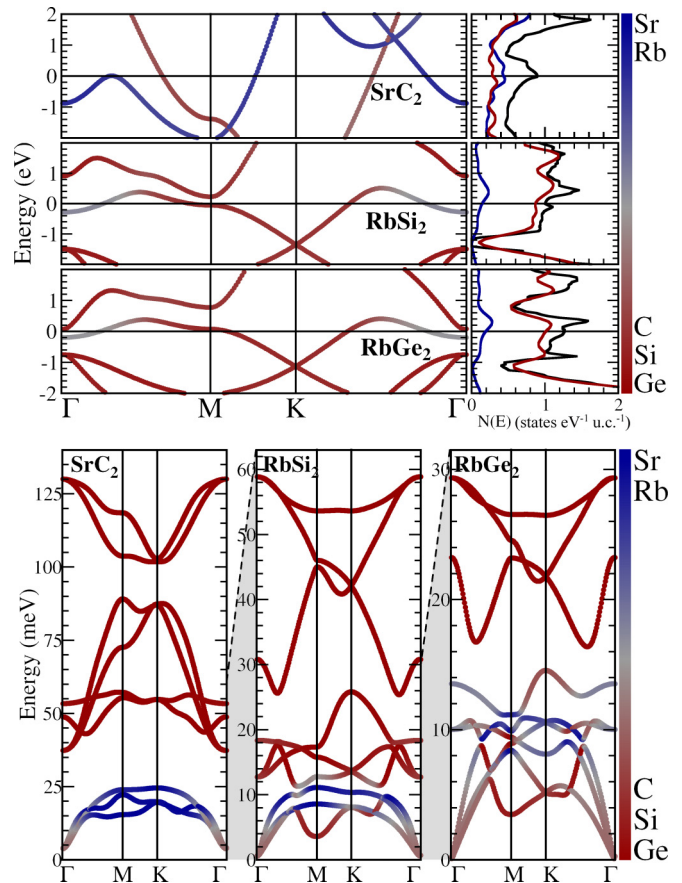 2
1
0
-1
SrC2
Sr
Rb
Energy (eV)
1
0
-1
RbSi2
1
0
-1
-2
RbGe2
C
Si
Ge
Γ M K Γ
0 1 2
N(E) (states eV-1 u.c.-1)
SrC2 RbSi2 RbGe2
Sr
Rb
Energy (meV)
125
100
75
50
25
0
60
50
40
30
20
10
0
30
20
10
0
C
Si
Ge
Γ M K Γ Γ M K Γ Γ M K Γ